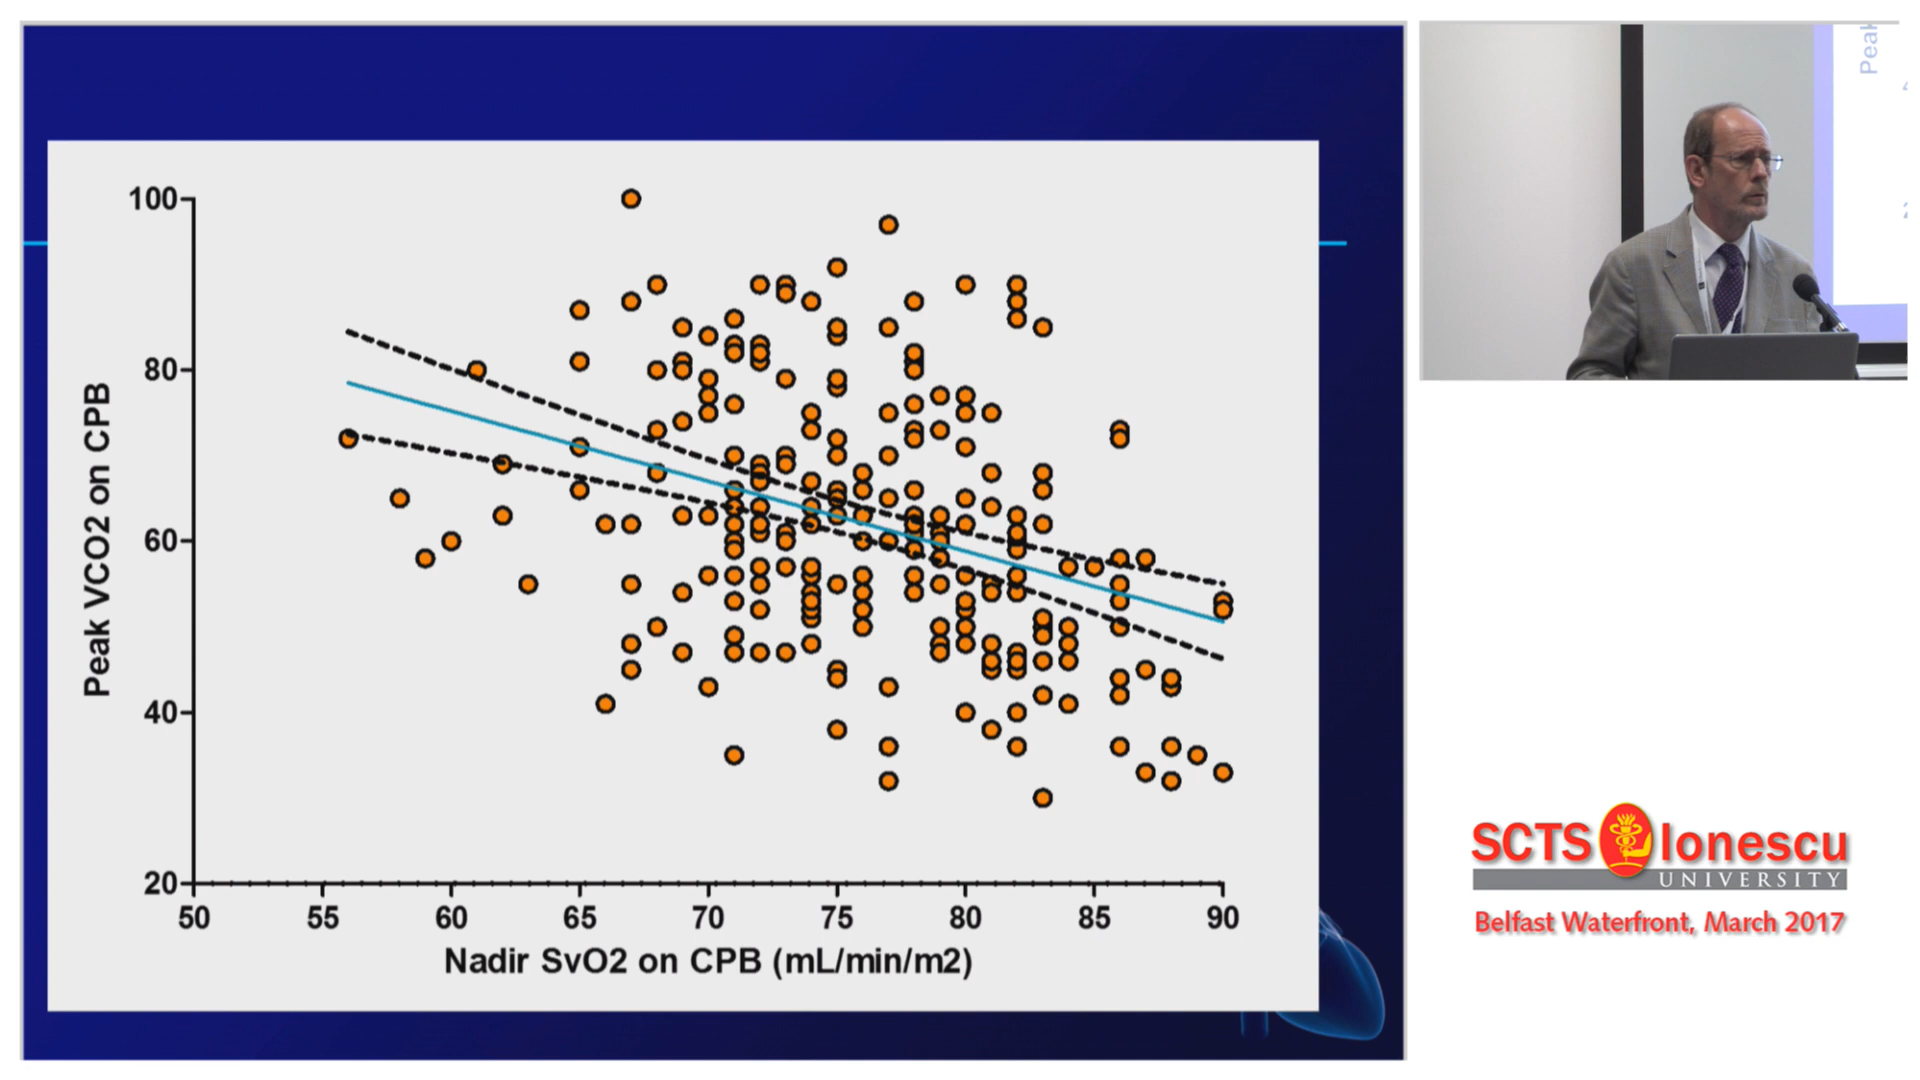 100
80
60
40
20
Peak VCO2 on CPB
50 55 60 65 70 75 80 85 90
Nadir SvO2 on CPB (mL/min/m2)
Peak
SCTS Ionescu
UNIVERSITY
Belfast Waterfront, March 2017